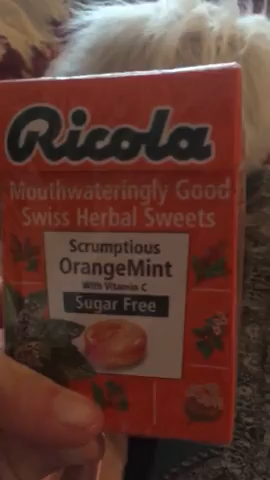 Ricola
Mouthwateringly Good
Swiss Herbal Sweets
Scrumptious
OrangeMint
With Vitamin C
Sugar Free